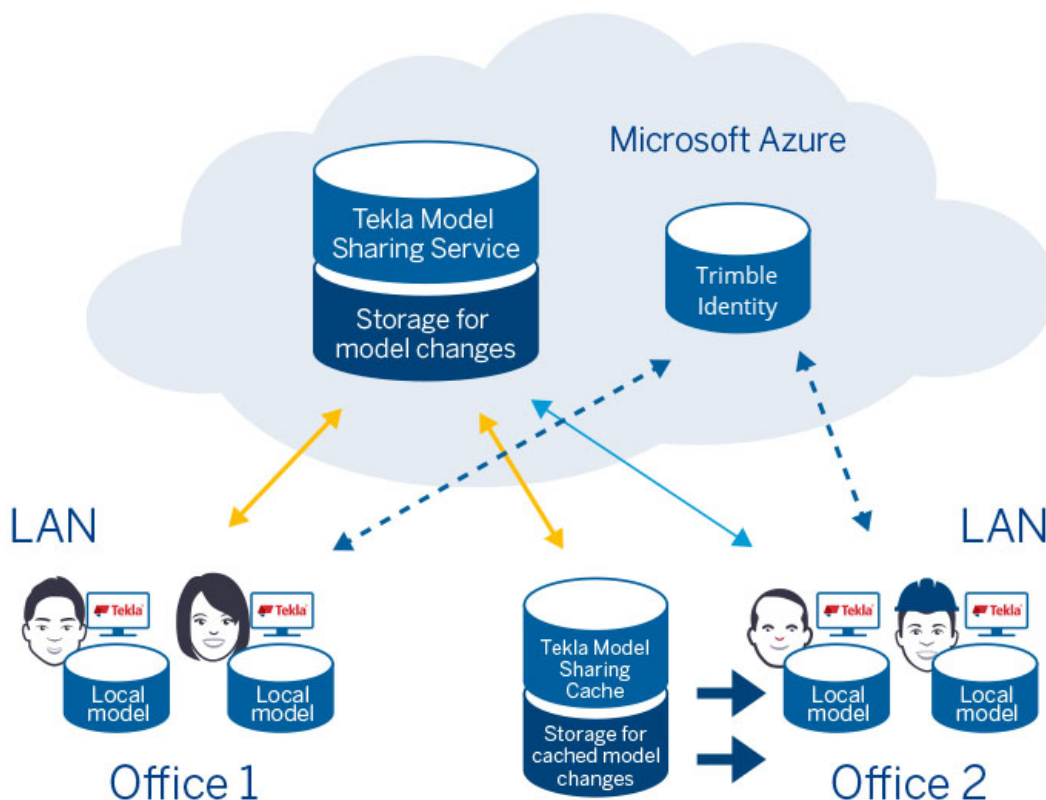 Microsoft Azure
Tekla Model
Sharing Service
Storage for
model changes
Trimble
Identity
LAN
LAN
Tekla
Tekla
Local
model
Local
model
Office 1
Tekla Model
Sharing
Cache
Storage for
cached model
changes
Tekla
Tekla
Local
model
Local
model
Office 2